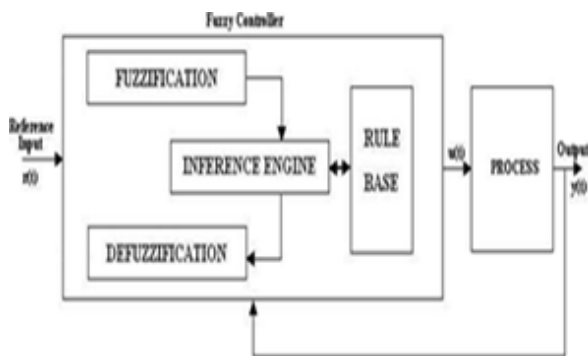 Fuzzy Controller
FUZZIFICATION
Reference
Input
r(t)
INFERENCE ENGINE
RULE
BASE
DEFUZZIFICATION
u(t)
PROCESS
Output
y(t)